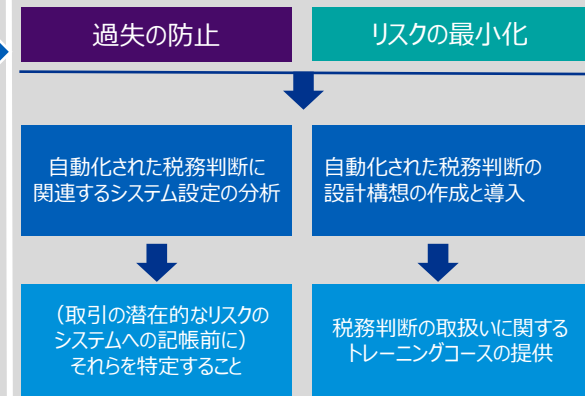 過失の防止
リスクの最小化
自動化された税務判断に
関連するシステム設定の分析
自動化された税務判断の
設計構想の作成と導入
（取引の潜在的なリスクの
システムへの記帳前に）
それらを特定すること
税務判断の取扱いに関する
トレーニングコースの提供